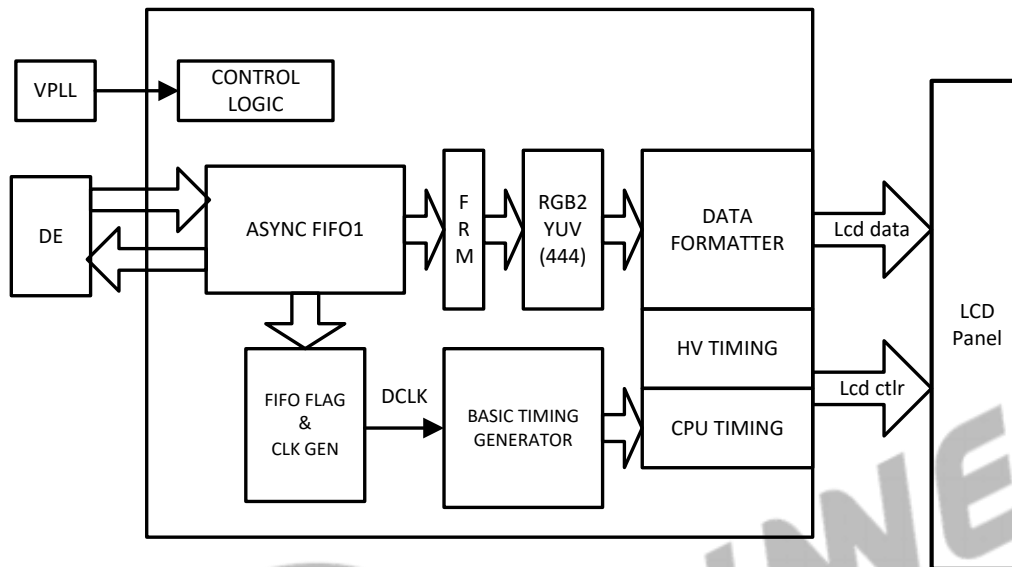 VPLL
CONTROL
LOGIC
DE
ASYNC FIFO1
F
R
M
RGB2
YUV
(444)
DATA
FORMATTER
Lcd data
LCD
Panel
HV TIMING
Lcd ctlr
CPU TIMING
FIFO FLAG
&
CLK GEN
DCLK
BASIC TIMING
GENERATOR